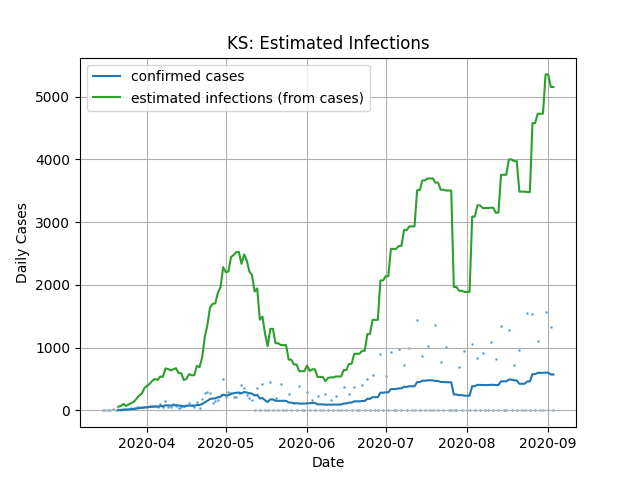 KS: Estimated Infections
confirmed cases
estimated infections (from cases)
Daily Cases
5000
4000
3000
2000
1000
0
2020-04 2020-05 2020-06 2020-07 2020-08 2020-09
Date